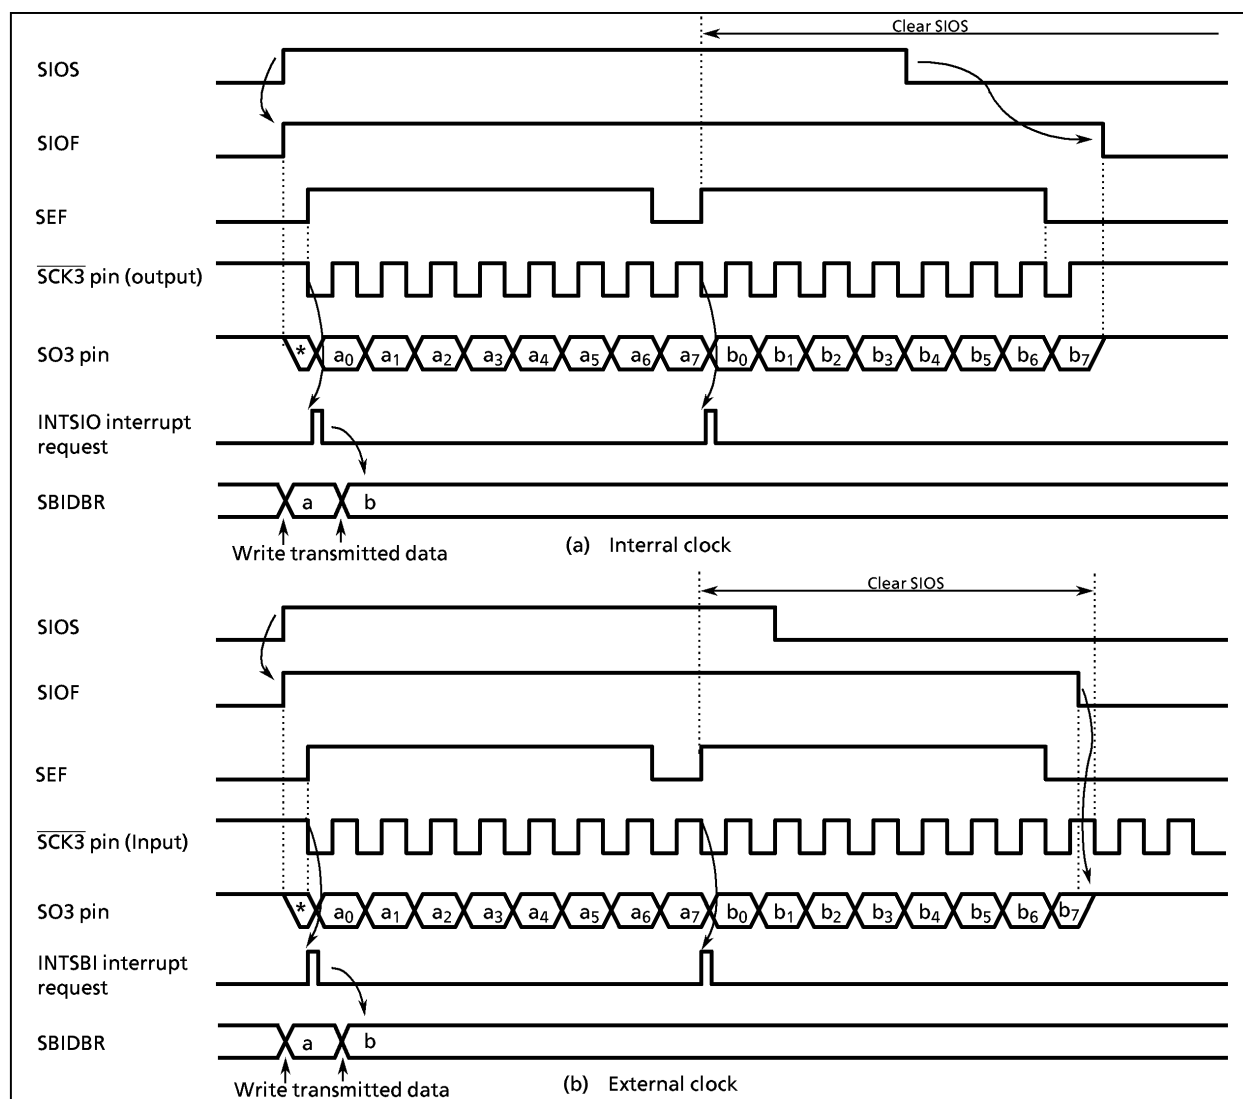 Clear SIOS
SIOS
SIOF
SEF
SCK3 pin (output)
SO3 pin
* a0 a1 a2 a3 a4 a5 a6 a7 b0 b1 b2 b3 b4 b5 b6 b7
INTSIO interrupt
request
SBIDBR a b
Write transmitted data
(a) Interral clock
Clear SIOS
SIOS
SIOF
SEF
SCK3 pin (Input)
SO3 pin
* a0 a1 a2 a3 a4 a5 a6 a7 b0 b1 b2 b3 b4 b5 b6 b7
INTSBI interrupt
request
SBIDBR a b
Write transmitted data
(b) External clock